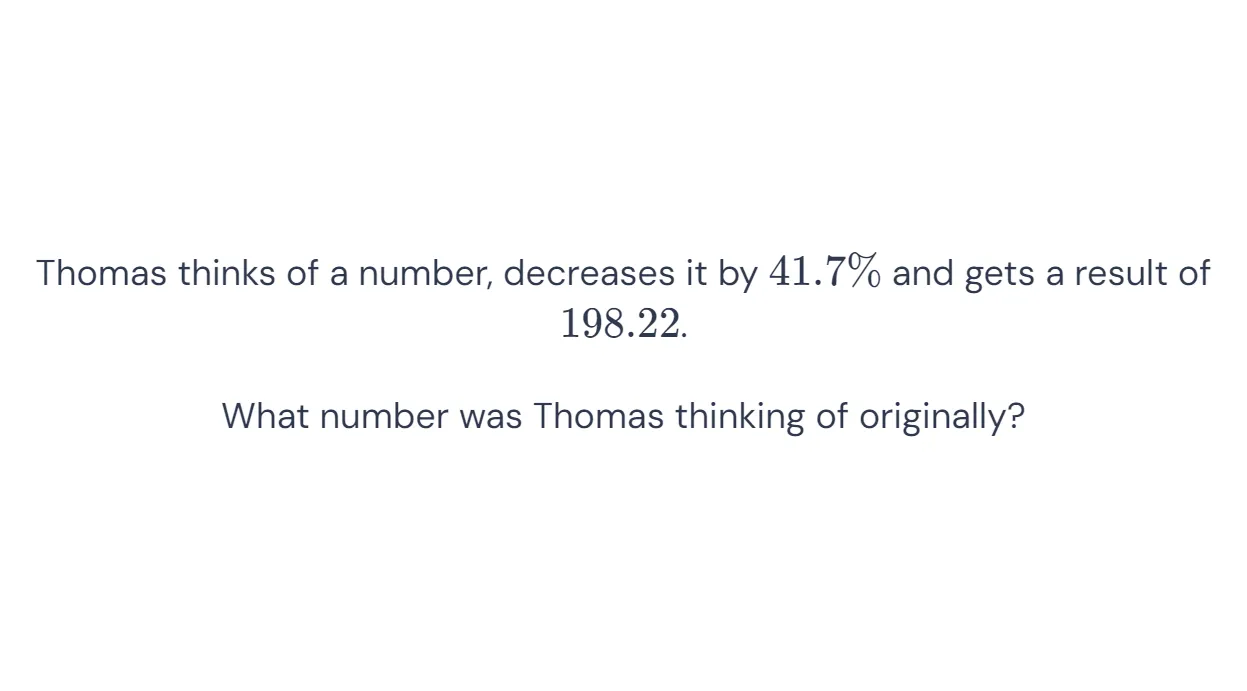 Thomas thinks of a number, decreases it by 41.7% and gets a result of
198.22.
What number was Thomas thinking of originally?